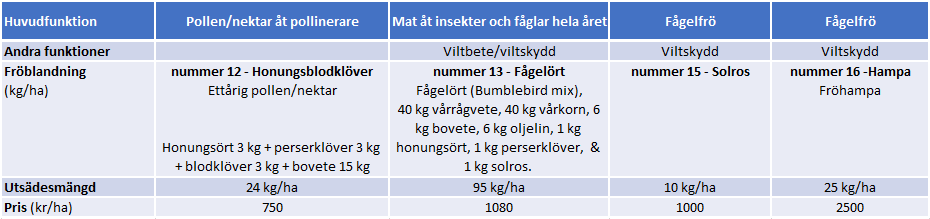 Huvudfunktion Pollen/nektar åt pollinerare Mat åt insekter och fåglar hela året Fågelfrö Fågelfrö
Andra funktioner Viltbete/viltskydd Viltskydd Viltskydd
Fröblandning nummer 12 - Honungsblodklöver nummer 13 - Fågelört nummer 15 - Solros nummer 16 -Hampa
(kg/ha) Ettårig pollen/nektar Fågelört (Bumblebird mix), Fröhampa
40 kg vårrågvete, 40 kg vårkorn, 6
kg bovete, 6 kg oljelin, 1 kg
Honungsört 3 kg + perserklöver 3 kg honungsört, 1 kg perserklöver, &
+ blodklöver 3 kg + bovete 15 kg 1 kg solros.
Utsädesmängd 24 kg/ha 95 kg/ha 10 kg/ha 25 kg/ha
Pris (kr/ha) 750 1080 1000 2500